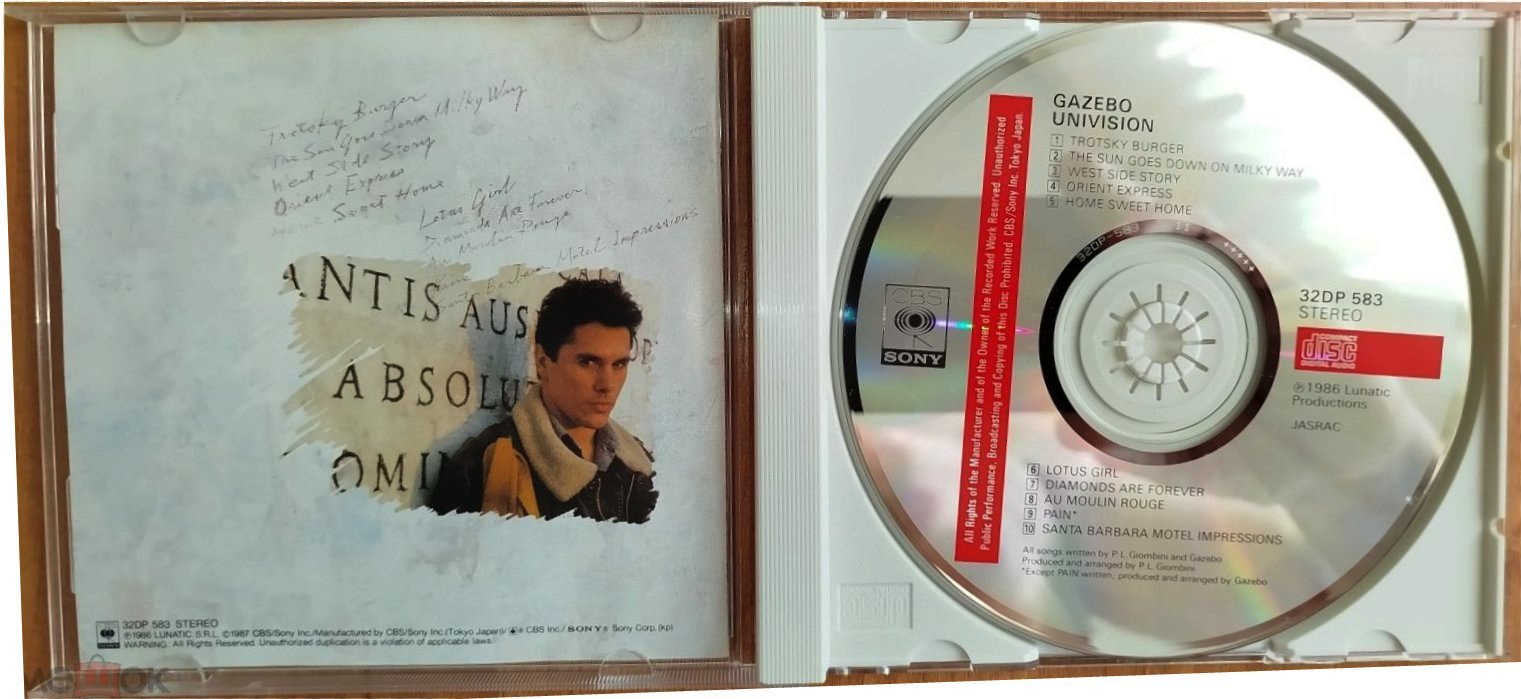 Trotsky Burger
The Sun Goes Down Milky Way
West Side Story
Orient Express
Home Sweet Home
Lotus Girl
Diamonds Are Forever
Au Moulin Rouge
Santa Barbara Motel Impressions
ANTIS AUS
ABSOLU
OMI
CBS
SONY
32DP 583 STEREO
℗1986 LUNATIC S.R.L. ©1987 CBS/Sony Inc./Manufactured by CBS/Sony Inc.(Tokyo Japan)/ ® CBS Inc./ SONY® Sony Corp. (kp)
WARNING: All Rights Reserved. Unauthorized duplication is a violation of applicable laws.
GAZEBO
UNIVISION
1 TROTSKY BURGER
2 THE SUN GOES DOWN ON MILKY WAY
3 WEST SIDE STORY
4 ORIENT EXPRESS
5 HOME SWEET HOME
32DP-583 11 +++++
CBS
SONY
All Rights of the Manufacturer and of the Owner of the Recorded Work Reserved. Unauthorized
Public Performance, Broadcasting and Copying of this Disc Prohibited. CBS/Sony Inc. Tokyo Japan
32DP 583
STEREO
COMPACT
disc
DIGITAL AUDIO
℗1986 Lunatic
Productions
JASRAC
6 LOTUS GIRL
7 DIAMONDS ARE FOREVER
8 AU MOULIN ROUGE
9 PAIN*
10 SANTA BARBARA MOTEL IMPRESSIONS
All songs written by P.L. Giombini and Gazebo
Produced and arranged by P.L. Giombini
*Except PAIN written, produced and arranged by Gazebo